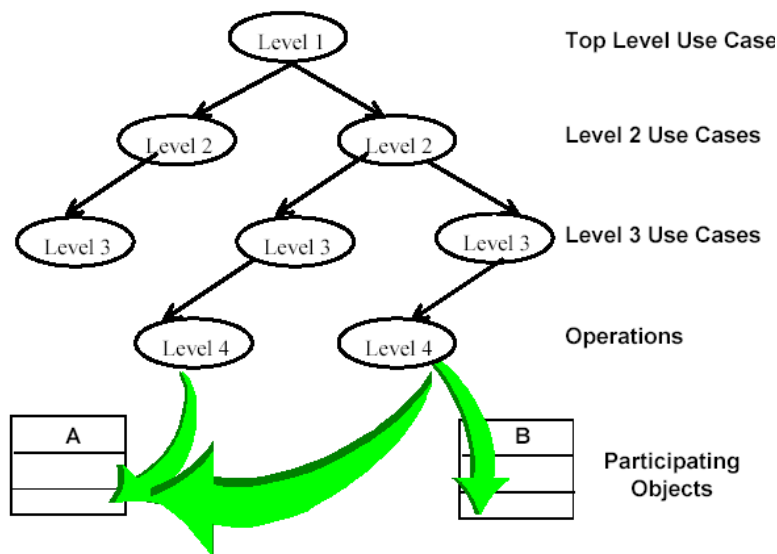 Level 1
Top Level Use Case
Level 2
Level 2
Level 2 Use Cases
Level 3
Level 3
Level 3
Level 3 Use Cases
Level 4
Level 4
Operations
A
B
Participating
Objects